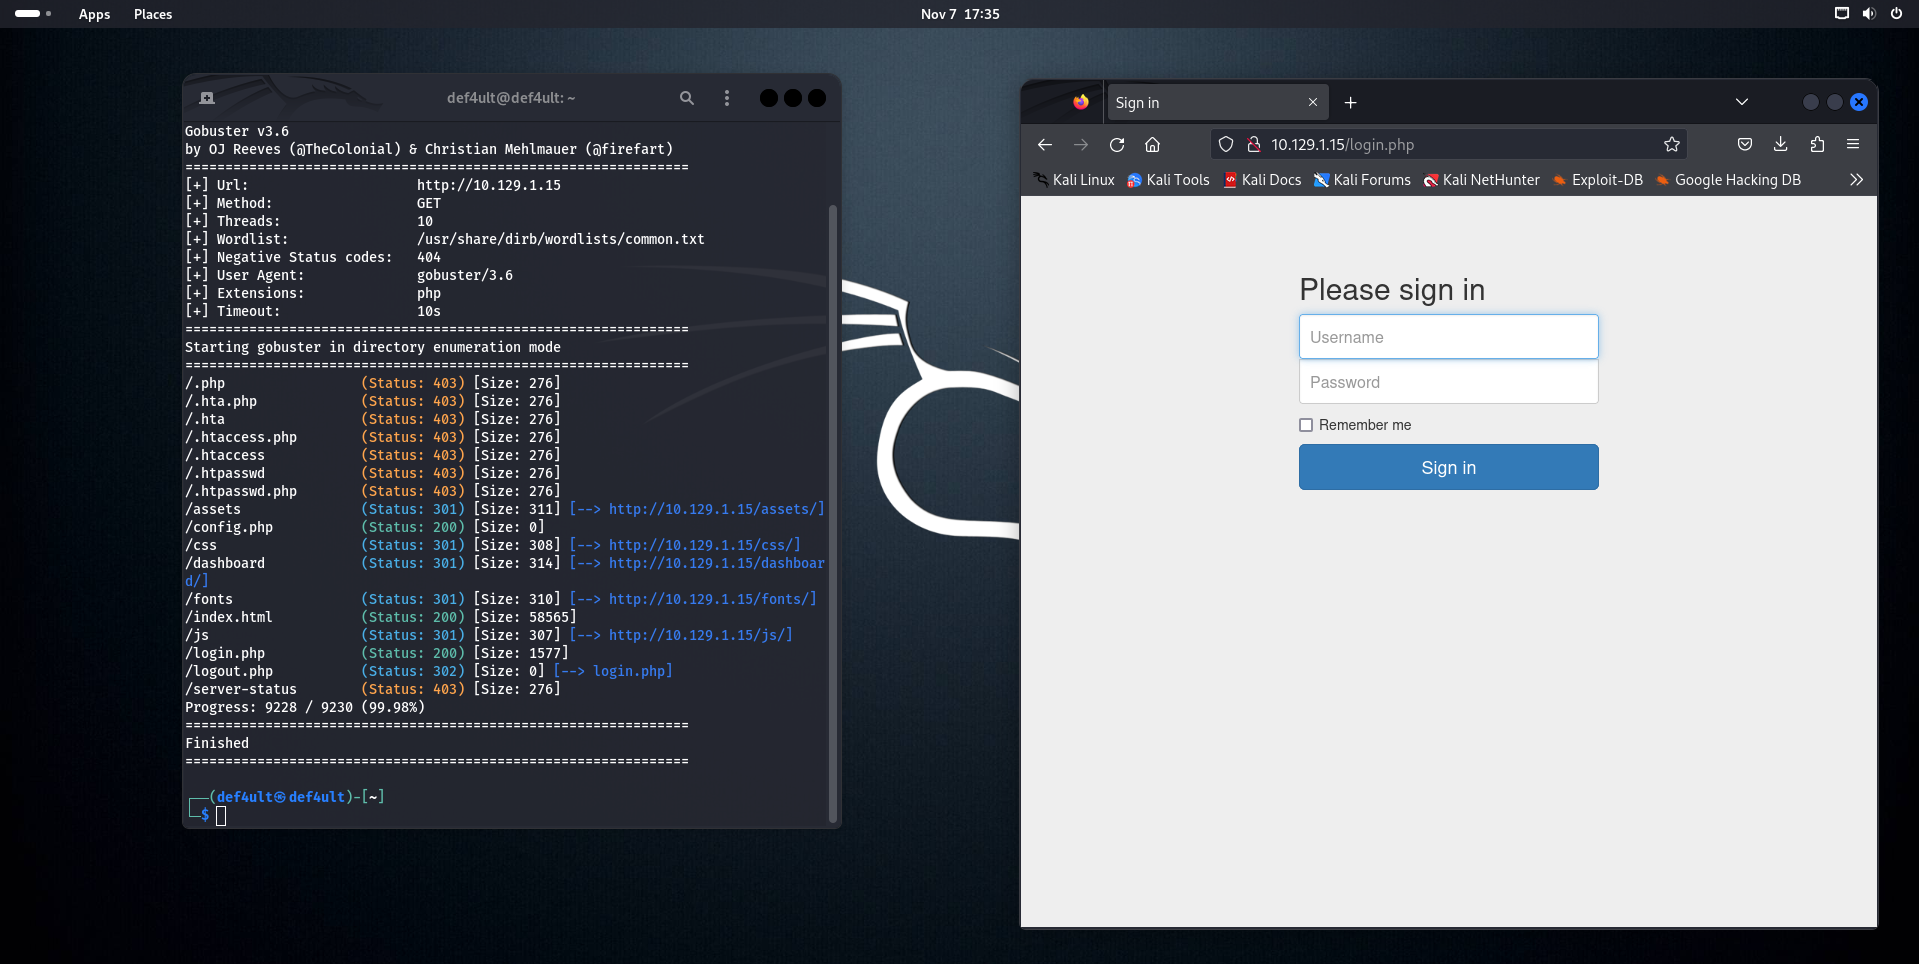 Apps Places Nov 7 17:35
def4ult@def4ult: ~
Gobuster v3.6
by OJ Reeves (@TheColonial) & Christian Mehlmauer (@firefart)
===============================================================
[+] Url:                     http://10.129.1.15
[+] Method:                  GET
[+] Threads:                 10
[+] Wordlist:                /usr/share/dirb/wordlists/common.txt
[+] Negative Status codes:   404
[+] User Agent:              gobuster/3.6
[+] Extensions:              php
[+] Timeout:                 10s
===============================================================
Starting gobuster in directory enumeration mode
===============================================================
/.php                 (Status: 403) [Size: 276]
/.hta.php             (Status: 403) [Size: 276]
/.hta                 (Status: 403) [Size: 276]
/.htaccess.php        (Status: 403) [Size: 276]
/.htaccess            (Status: 403) [Size: 276]
/.htpasswd            (Status: 403) [Size: 276]
/.htpasswd.php        (Status: 403) [Size: 276]
/assets               (Status: 301) [Size: 311] [--> http://10.129.1.15/assets/]
/config.php           (Status: 200) [Size: 0]
/css                  (Status: 301) [Size: 308] [--> http://10.129.1.15/css/]
/dashboard            (Status: 301) [Size: 314] [--> http://10.129.1.15/dashboar
d/]
/fonts                (Status: 301) [Size: 310] [--> http://10.129.1.15/fonts/]
/index.html           (Status: 200) [Size: 58565]
/js                   (Status: 301) [Size: 307] [--> http://10.129.1.15/js/]
/login.php            (Status: 200) [Size: 1577]
/logout.php           (Status: 302) [Size: 0] [--> login.php]
/server-status        (Status: 403) [Size: 276]
Progress: 9228 / 9230 (99.98%)
===============================================================
Finished
===============================================================
┌──(def4ult㉿def4ult)-[~]
└─$
Sign in
10.129.1.15/login.php
Kali Linux Kali Tools Kali Docs Kali Forums Kali NetHunter Exploit-DB Google Hacking DB
Please sign in
Username
Password
Remember me
Sign in